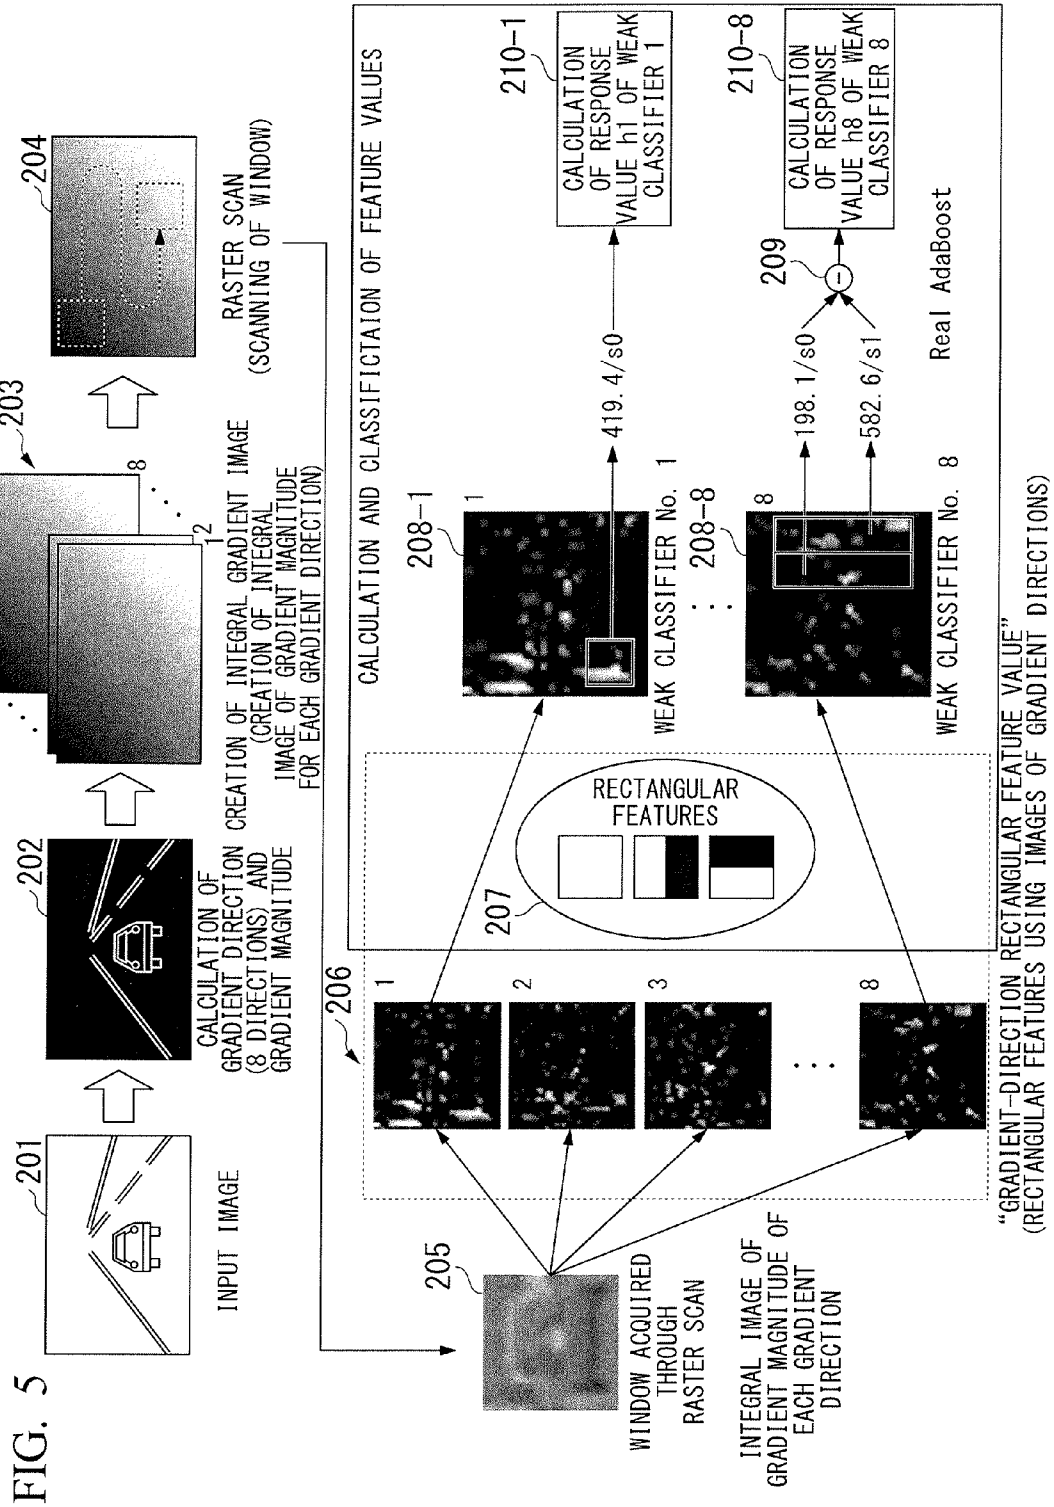 FIG. 5
201
INPUT IMAGE
202
CALCULATION OF
GRADIENT DIRECTION
(8 DIRECTIONS) AND
GRADIENT MAGNITUDE
203
8
1 2
CREATION OF INTEGRAL GRADIENT IMAGE
(CREATION OF INTEGRAL
IMAGE OF GRADIENT MAGNITUDE
FOR EACH GRADIENT DIRECTION)
204
RASTER SCAN
(SCANNING OF WINDOW)
205
WINDOW ACQUIRED
THROUGH
RASTER SCAN
INTEGRAL IMAGE OF
GRADIENT MAGNITUDE OF
EACH GRADIENT
DIRECTION
206
1
2
3
8
207
RECTANGULAR
FEATURES
CALCULATION AND CLASSIFICTAION OF FEATURE VALUES
208-1
1
WEAK CLASSIFIER No. 1
419.4/s0
210-1
CALCULATION
OF RESPONSE
VALUE h1 OF WEAK
CLASSIFIER 1
208-8
8
WEAK CLASSIFIER No. 8
198.1/s0
582.6/s1
209
−
210-8
CALCULATION
OF RESPONSE
VALUE h8 OF WEAK
CLASSIFIER 8
Real AdaBoost
“GRADIENT-DIRECTION RECTANGULAR FEATURE VALUE”
(RECTANGULAR FEATURES USING IMAGES OF GRADIENT DIRECTIONS)